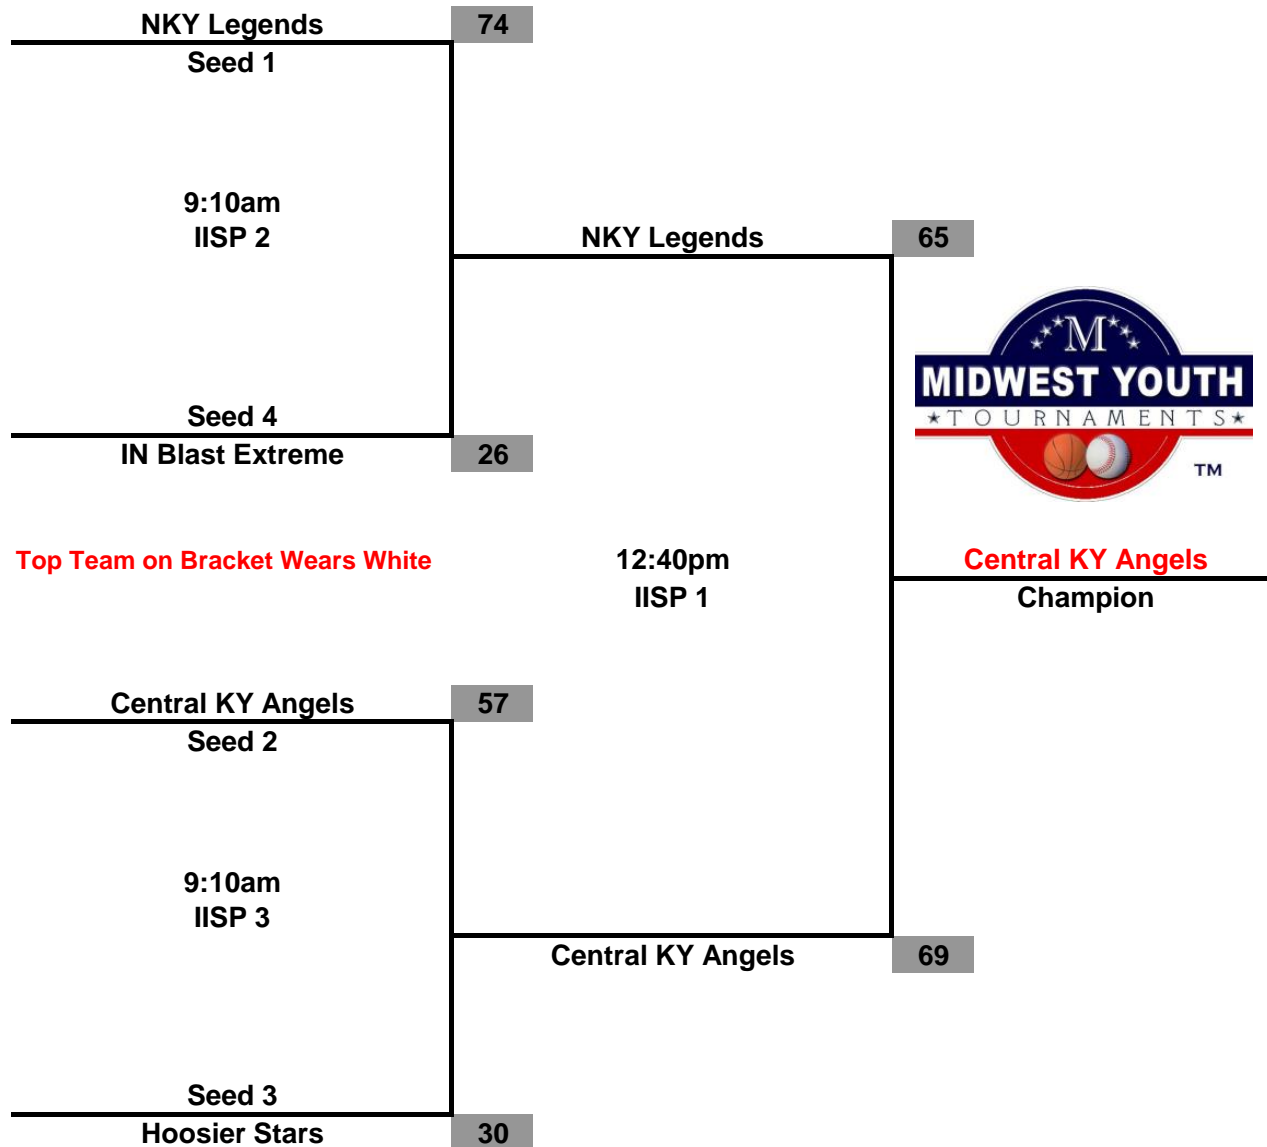 NKY Legends 74
Seed 1
9:10am
IISP 2
NKY Legends 65
M
MIDWEST YOUTH
★TOURNAMENTS★
TM
Seed 4
IN Blast Extreme 26
Top Team on Bracket Wears White
12:40pm
IISP 1
Central KY Angels
Champion
Central KY Angels 57
Seed 2
9:10am
IISP 3
Central KY Angels 69
Seed 3
Hoosier Stars 30